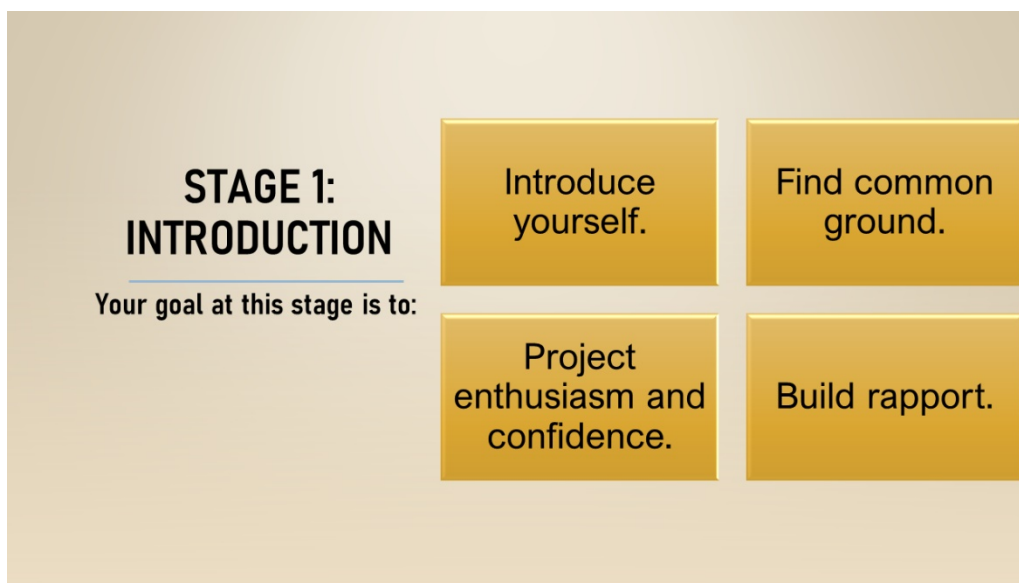 STAGE 1:
INTRODUCTION
Your goal at this stage is to:
Introduce
yourself.
Find common
ground.
Project
enthusiasm and
confidence.
Build rapport.